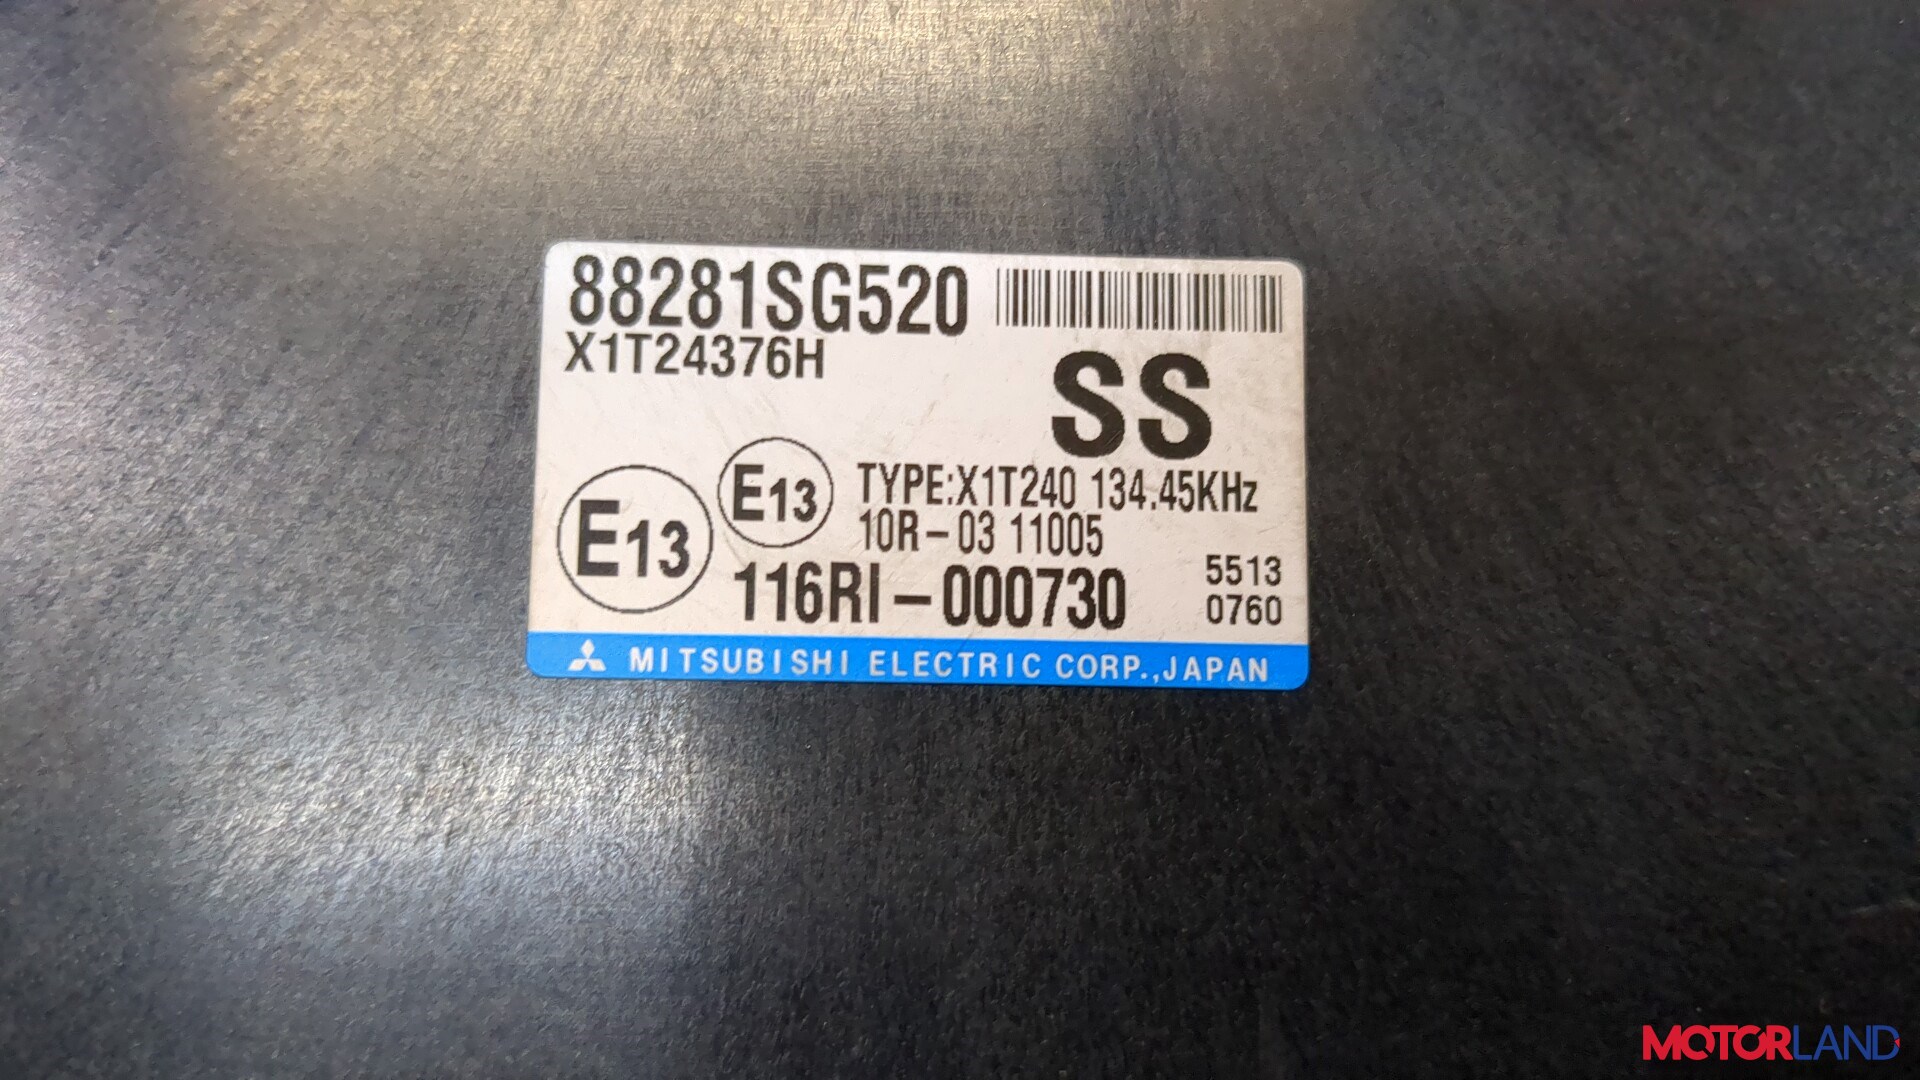 88281SG520
X1T24376H
SS
E13
E13
TYPE:X1T240 134.45KHz
10R-03 11005
116RI-000730
5513
0760
MITSUBISHI ELECTRIC CORP.,JAPAN
MOTORLAND